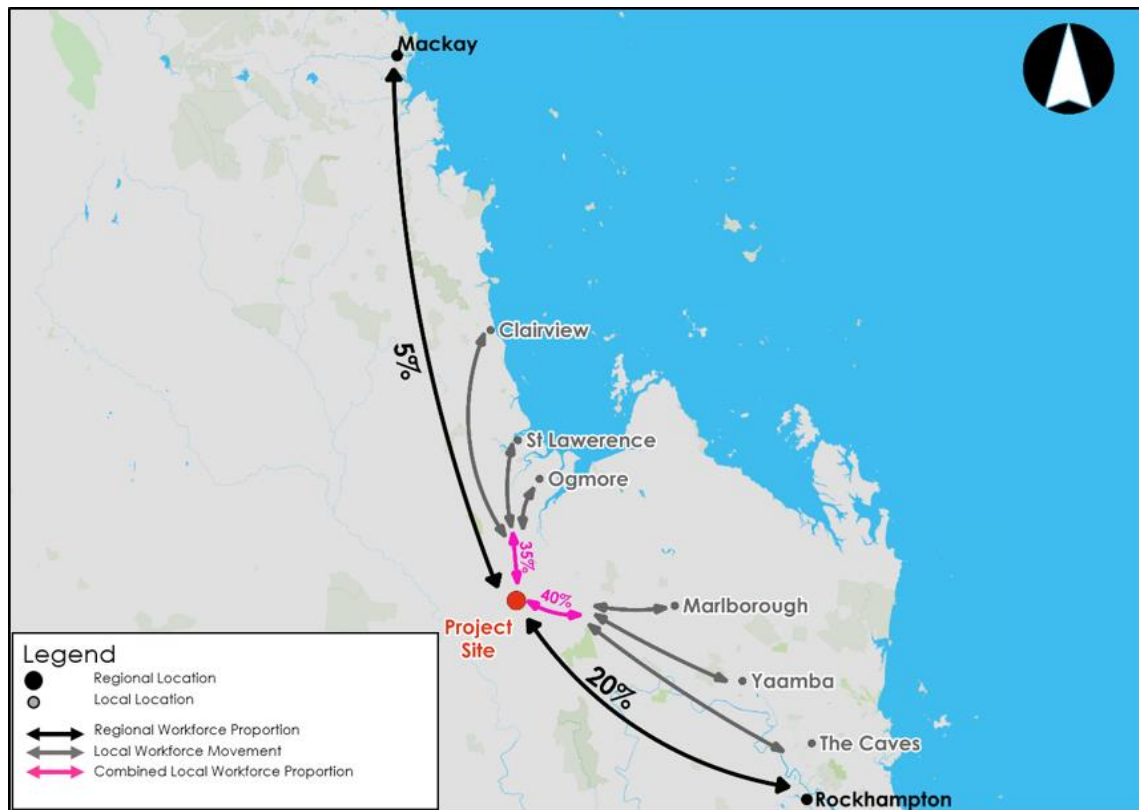 Mackay
5%
Clairview
St Lawerence
Ogmore
35%
40%
Marlborough
Project
Site
20%
Yaamba
The Caves
Rockhampton
Legend
Regional Location
Local Location
Regional Workforce Proportion
Local Workforce Movement
Combined Local Workforce Proportion